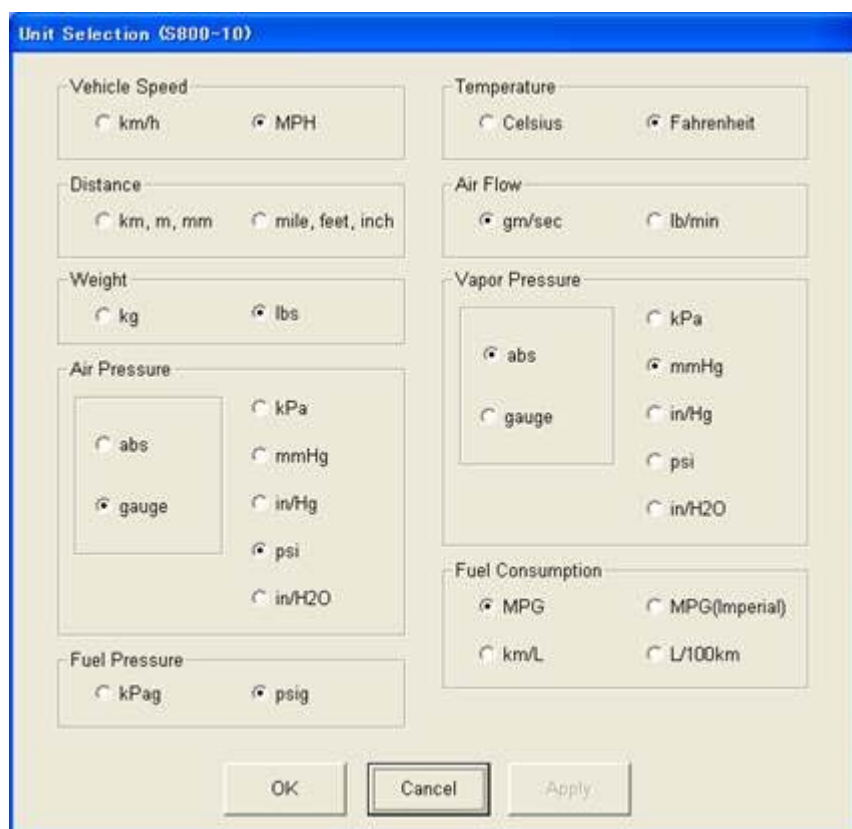 Unit Selection (S800-10)
Vehicle Speed
km/h MPH
Distance
km, m, mm mile, feet, inch
Weight
kg lbs
Air Pressure
abs
gauge
kPa
mmHg
in/Hg
psi
in/H2O
Fuel Pressure
kPag psig
Temperature
Celsius Fahrenheit
Air Flow
gm/sec lb/min
Vapor Pressure
abs
gauge
kPa
mmHg
in/Hg
psi
in/H2O
Fuel Consumption
MPG MPG(Imperial)
km/L L/100km
OK Cancel Apply